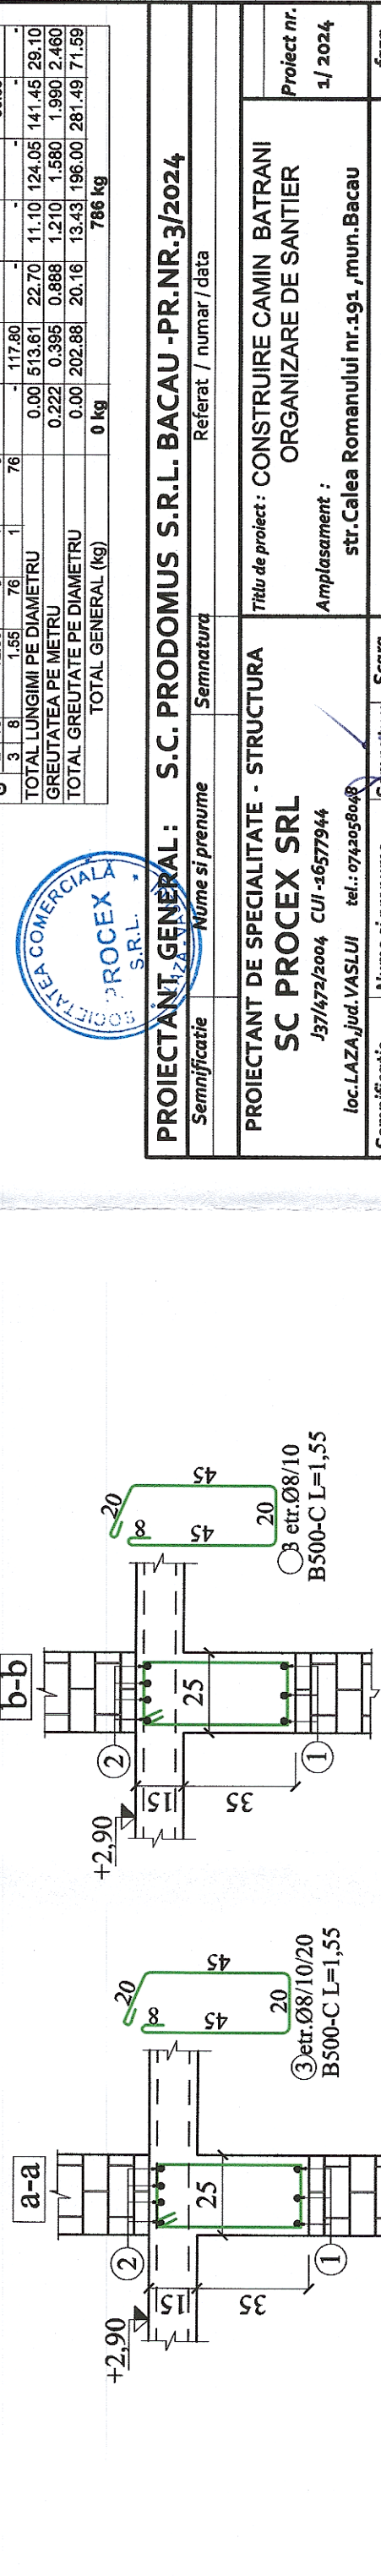 3 8 1.55 76 1 76 - 117.80 - - - - -
TOTAL LUNGIMI PE DIAMETRU 0.00 513.61 22.70 11.10 124.05 141.45 29.10
GREUTATEA PE METRU 0.222 0.395 0.888 1.210 1.580 1.990 2.460
TOTAL GREUTATE PE DIAMETRU 0.00 202.88 20.16 13.43 196.00 281.49 71.59
TOTAL GENERAL (kg) 0 kg 786 kg
SOCIETATEA COMERCIALĂ
PROCEX
S.R.L.
PROIECTANT GENERAL : S.C. PRODOMUS S.R.L. BACAU -PR.NR.3/2024
Semnificatie Nume si prenume Semnatura Referat / numar / data
PROIECTANT DE SPECIALITATE - STRUCTURA
SC PROCEX SRL
J37/472/2004 CUI -16577944
loc.LAZA,jud.VASLUI tel.: 0742058048
Titlu de proiect : CONSTRUIRE CAMIN BATRANI
ORGANIZARE DE SANTIER
Amplasament :
str.Calea Romanului nr.191 ,mun.Bacau
Proiect nr.
1/ 2024
a-a
2
+2,90
15
35
25
1
20
8
45
45
20
3 etr.Ø8/10/20
B500-C L=1,55
b-b
2
+2,90
15
35
25
1
20
8
45
45
20
3 etr.Ø8/10
B500-C L=1,55